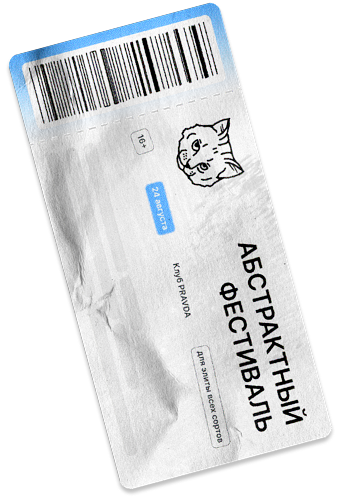 16+
24 августа
Клуб PRAVDA
АБСТРАКТНЫЙ
ФЕСТИВАЛЬ
для элиты всех сортов